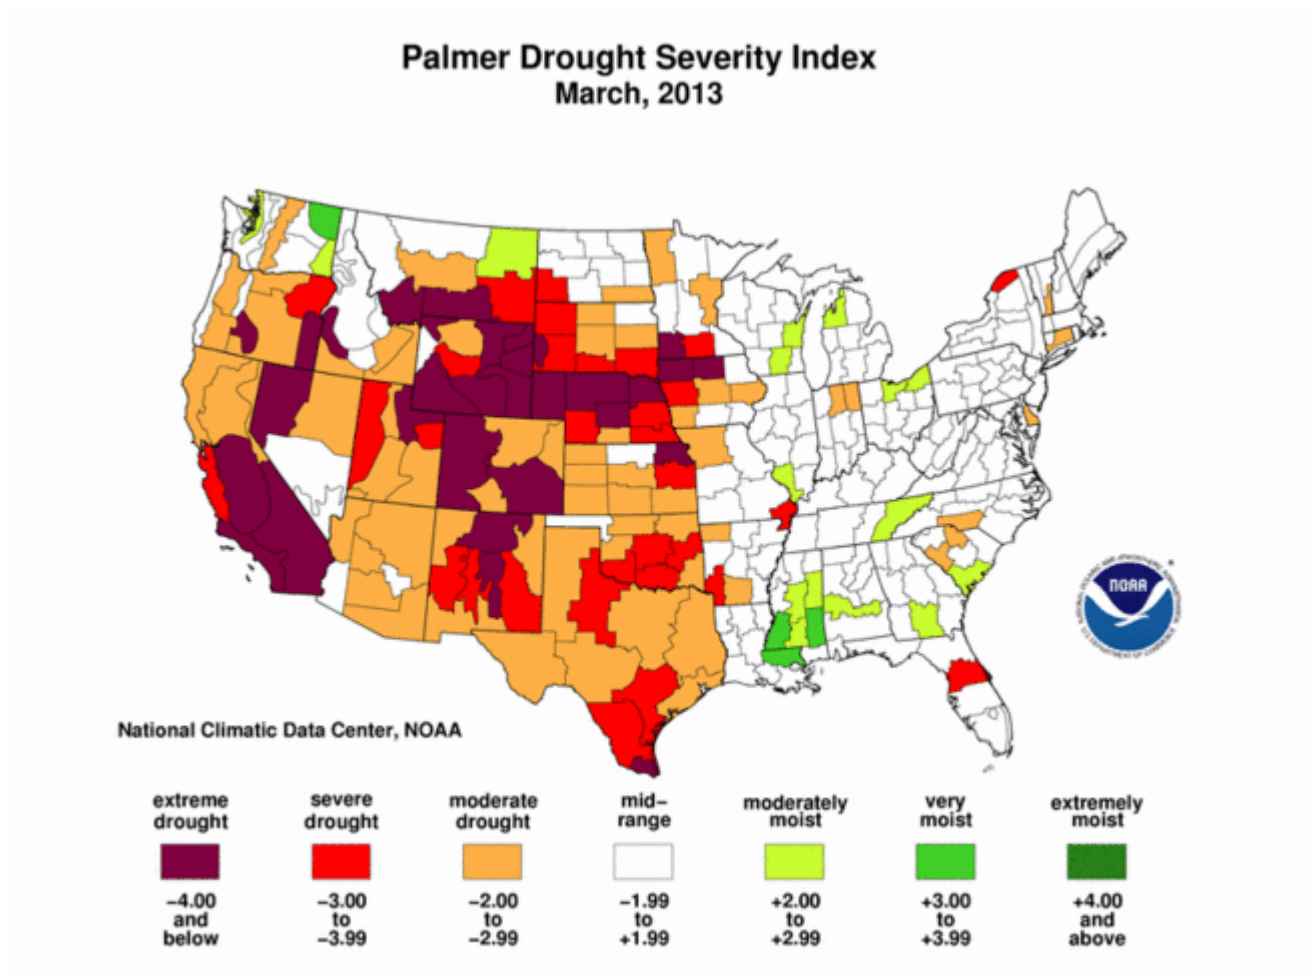 Palmer Drought Severity Index
March, 2013
NOAA
National Climatic Data Center, NOAA
extreme drought
severe drought
moderate drought
mid-range
moderately moist
very moist
extremely moist
-4.00 and below
-3.00 to -3.99
-2.00 to -2.99
-1.99 to +1.99
+2.00 to +2.99
+3.00 to +3.99
+4.00 and above